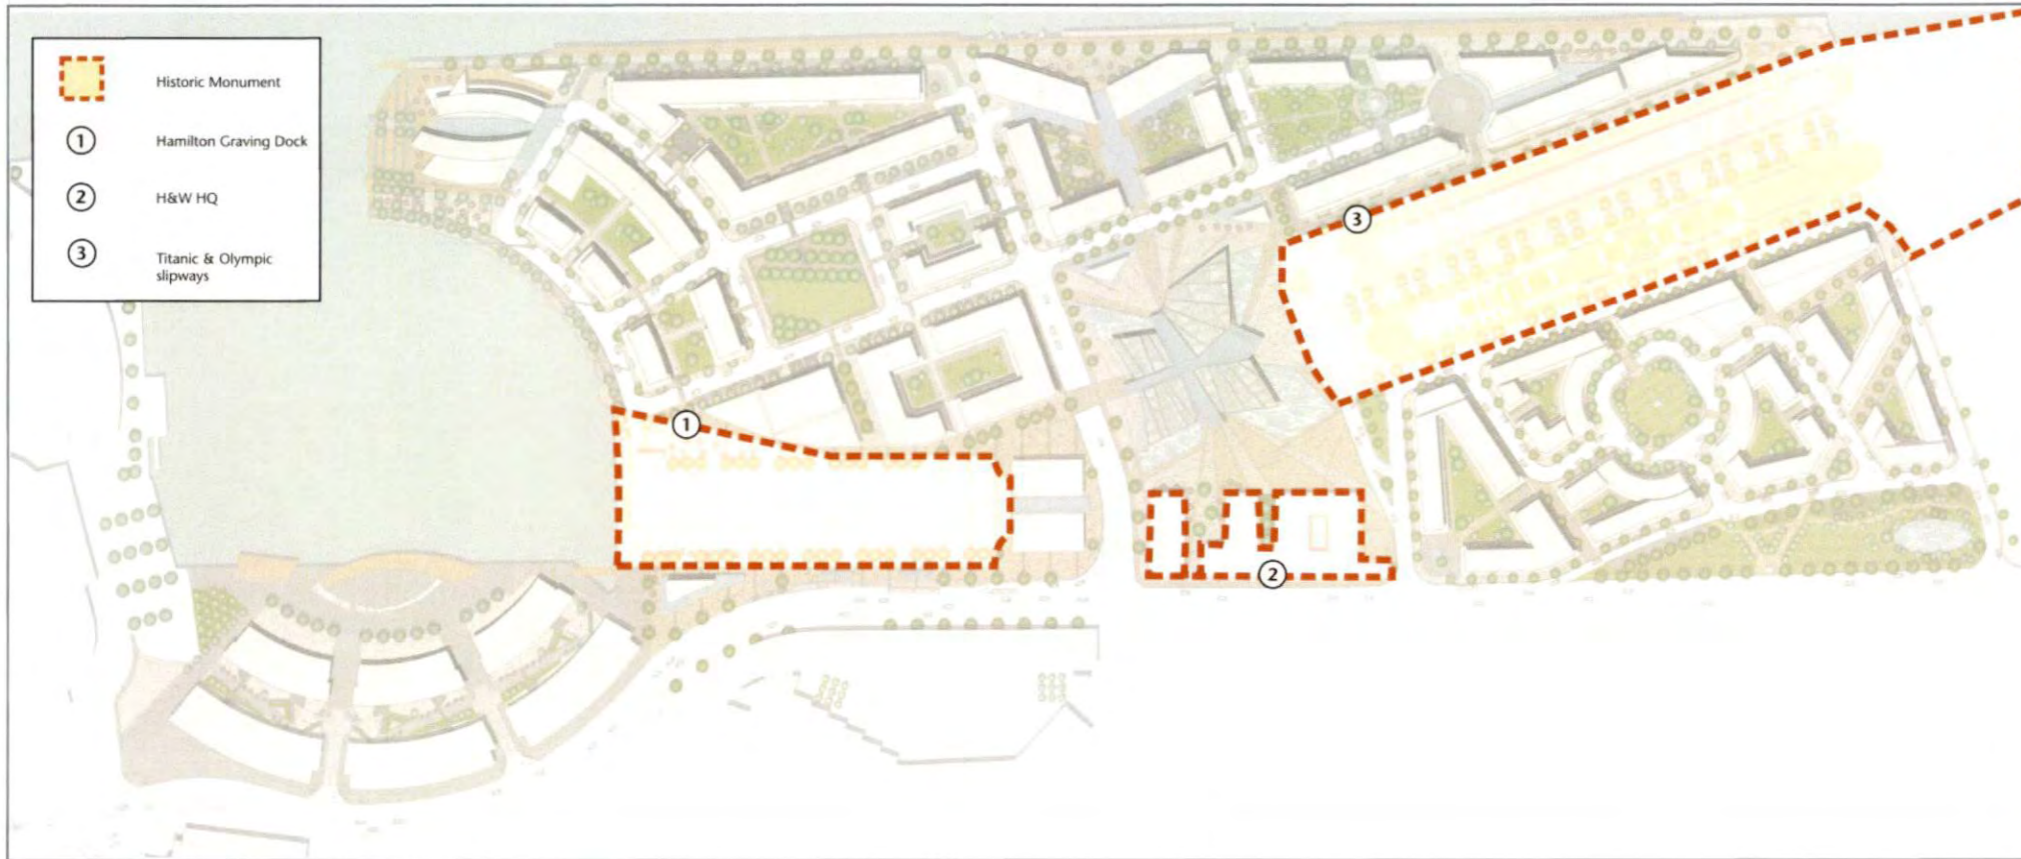 Historic Monument
1
Hamilton Graving Dock
2
H&W HQ
3
Titanic & Olympic
slipways
3
1
2